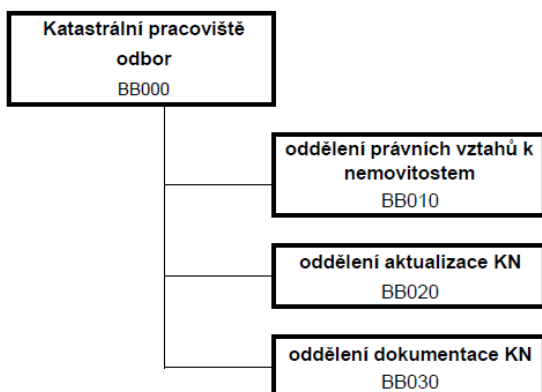 Katastrální pracoviště
odbor
BB000
oddělení právních vztahů k
nemovitostem
BB010
oddělení aktualizace KN
BB020
oddělení dokumentace KN
BB030